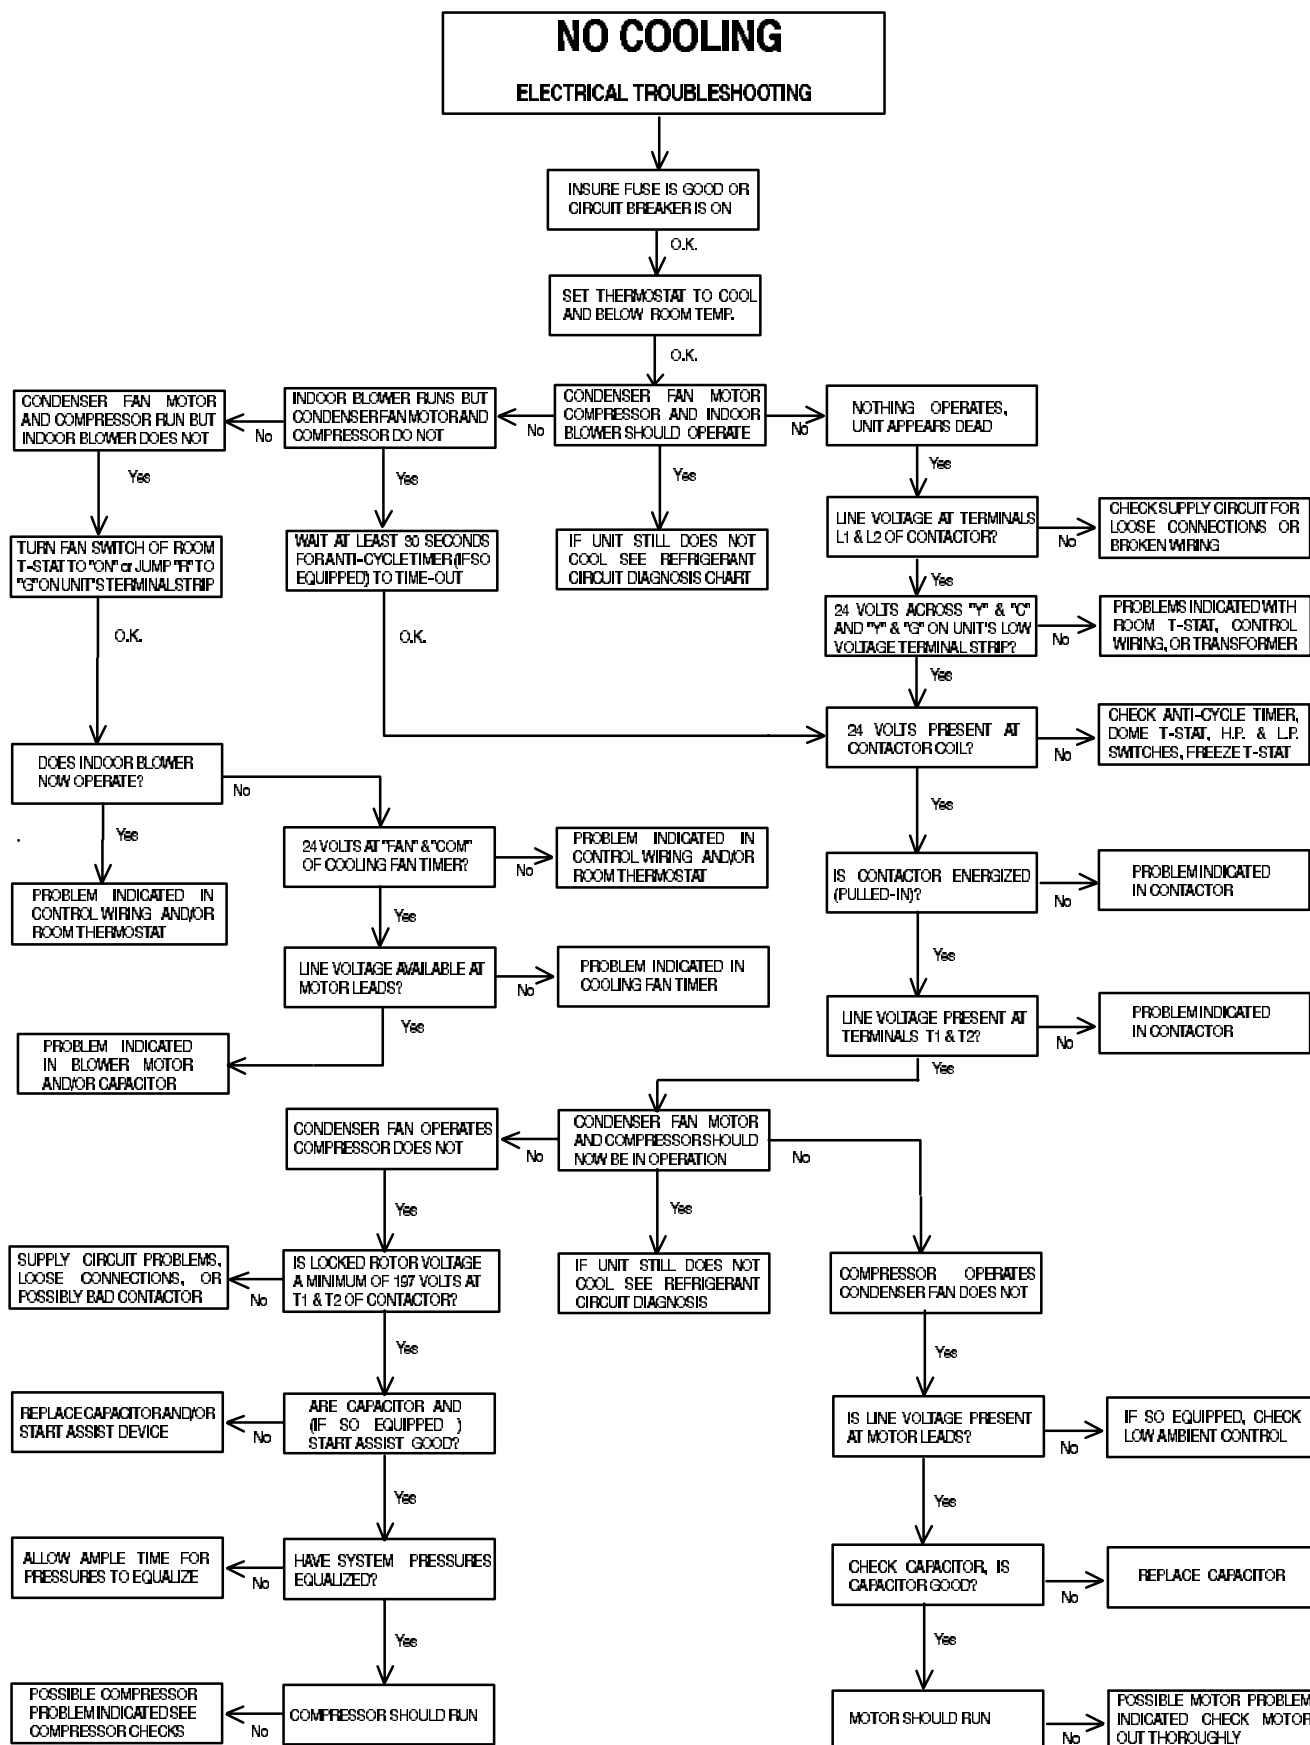 NO COOLING
ELECTRICAL TROUBLESHOOTING
INSURE FUSE IS GOOD OR
CIRCUIT BREAKER IS ON
O.K.
SET THERMOSTAT TO COOL
AND BELOW ROOM TEMP.
O.K.
CONDENSER FAN MOTOR
AND COMPRESSOR RUN BUT
INDOOR BLOWER DOES NOT
No
INDOOR BLOWER RUNS BUT
CONDENSER FAN MOTOR AND
COMPRESSOR DO NOT
No
CONDENSER FAN MOTOR
COMPRESSOR AND INDOOR
BLOWER SHOULD OPERATE
No
NOTHING OPERATES,
UNIT APPEARS DEAD
Yes
Yes
Yes
Yes
TURN FAN SWITCH OF ROOM
T-STAT TO "ON" or JUMP "R" TO
"G" ON UNIT'S TERMINAL STRIP
WAIT AT LEAST 30 SECONDS
FOR ANTI-CYCLE TIMER (IF SO
EQUIPPED) TO TIME-OUT
IF UNIT STILL DOES NOT
COOL SEE REFRIGERANT
CIRCUIT DIAGNOSIS CHART
LINE VOLTAGE AT TERMINALS
L1 & L2 OF CONTACTOR?
No
CHECK SUPPLY CIRCUIT FOR
LOOSE CONNECTIONS OR
BROKEN WIRING
Yes
O.K.
O.K.
24 VOLTS ACROSS "Y" & "C"
AND "Y" & "G" ON UNIT'S LOW
VOLTAGE TERMINAL STRIP?
No
PROBLEMS INDICATED WITH
ROOM T-STAT, CONTROL
WIRING, OR TRANSFORMER
Yes
24 VOLTS PRESENT AT
CONTACTOR COIL?
No
CHECK ANTI-CYCLE TIMER,
DOME T-STAT, H.P. & L.P.
SWITCHES, FREEZE T-STAT
DOES INDOOR BLOWER
NOW OPERATE?
No
Yes
Yes
24 VOLTS AT "FAN" & "COM"
OF COOLING FAN TIMER?
No
PROBLEM INDICATED IN
CONTROL WIRING AND/OR
ROOM THERMOSTAT
IS CONTACTOR ENERGIZED
(PULLED-IN)?
No
PROBLEM INDICATED
IN CONTACTOR
PROBLEM INDICATED IN
CONTROL WIRING AND/OR
ROOM THERMOSTAT
Yes
Yes
LINE VOLTAGE AVAILABLE AT
MOTOR LEADS?
No
PROBLEM INDICATED IN
COOLING FAN TIMER
LINE VOLTAGE PRESENT AT
TERMINALS T1 & T2?
No
PROBLEM INDICATED
IN CONTACTOR
Yes
Yes
PROBLEM INDICATED
IN BLOWER MOTOR
AND/OR CAPACITOR
CONDENSER FAN OPERATES
COMPRESSOR DOES NOT
No
CONDENSER FAN MOTOR
AND COMPRESSOR SHOULD
NOW BE IN OPERATION
No
Yes
Yes
SUPPLY CIRCUIT PROBLEMS,
LOOSE CONNECTIONS, OR
POSSIBLY BAD CONTACTOR
No
IS LOCKED ROTOR VOLTAGE
A MINIMUM OF 197 VOLTS AT
T1 & T2 OF CONTACTOR?
IF UNIT STILL DOES NOT
COOL SEE REFRIGERANT
CIRCUIT DIAGNOSIS
COMPRESSOR OPERATES
CONDENSER FAN DOES NOT
Yes
Yes
REPLACE CAPACITOR AND/OR
START ASSIST DEVICE
No
ARE CAPACITOR AND
(IF SO EQUIPPED )
START ASSIST GOOD?
IS LINE VOLTAGE PRESENT
AT MOTOR LEADS?
No
IF SO EQUIPPED, CHECK
LOW AMBIENT CONTROL
Yes
Yes
ALLOW AMPLE TIME FOR
PRESSURES TO EQUALIZE
No
HAVE SYSTEM PRESSURES
EQUALIZED?
CHECK CAPACITOR, IS
CAPACITOR GOOD?
No
REPLACE CAPACITOR
Yes
Yes
POSSIBLE COMPRESSOR
PROBLEM INDICATED SEE
COMPRESSOR CHECKS
No
COMPRESSOR SHOULD RUN
MOTOR SHOULD RUN
No
POSSIBLE MOTOR PROBLEM
INDICATED CHECK MOTOR
OUT THOROUGHLY